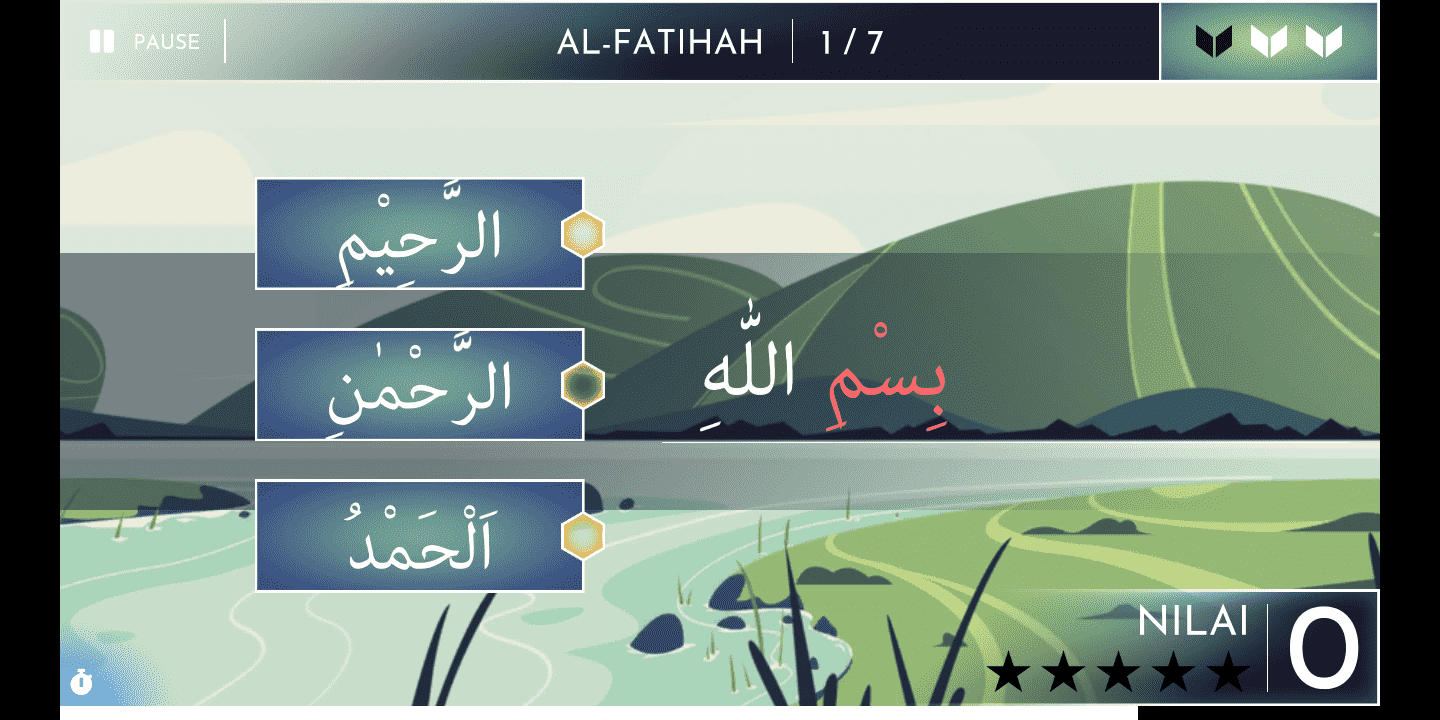 PAUSE
AL-FATIHAH
1 / 7
الرَّحِيْمِ
الرَّحْمٰنِ
بِسْمِ اللّٰهِ
اَلْحَمْدُ
NILAI
0